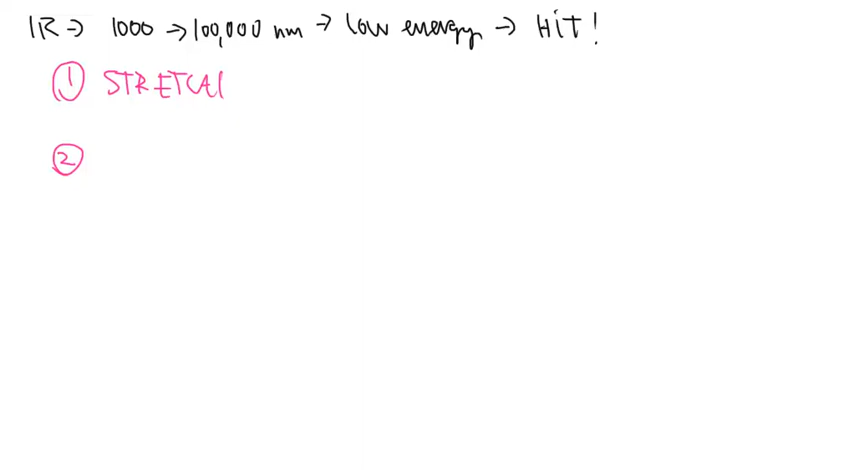 IR → 1000 → 100,000 nm → low energy → HiT!
① STRETCH
②